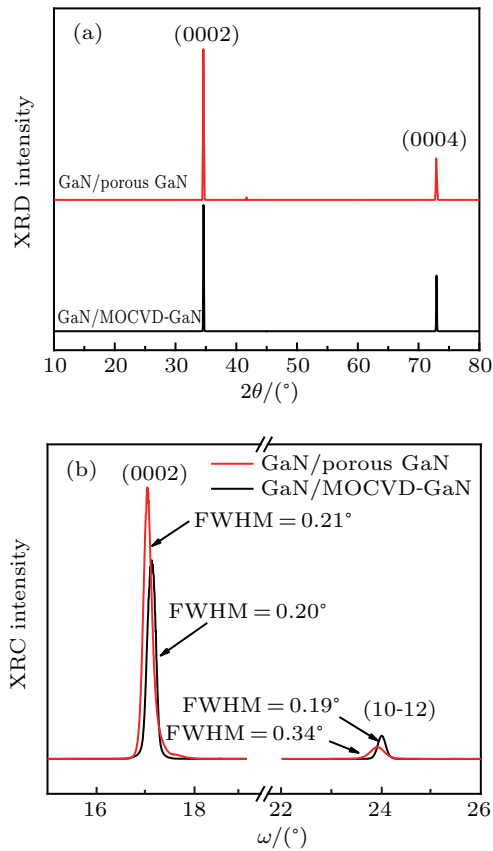 (a)
(0002)
(0004)
GaN/porous GaN
GaN/MOCVD-GaN
XRD intensity
10 20 30 40 50 60 70 80
2θ/(°)
(b)
(0002)
GaN/porous GaN
GaN/MOCVD-GaN
FWHM = 0.21°
FWHM = 0.20°
FWHM = 0.19°
(10-12)
FWHM = 0.34°
XRC intensity
16 18 22 24 26
ω/(°)